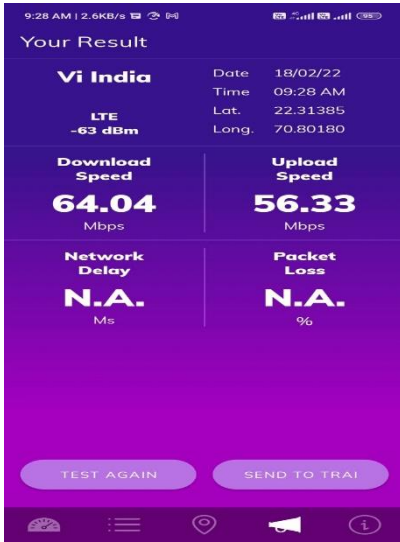 9:28 AM | 2.6KB/s
95
Your Result
Vi India
LTE
-63 dBm
Date 18/02/22
Time 09:28 AM
Lat. 22.31385
Long. 70.80180
Download
Speed
64.04
Mbps
Upload
Speed
56.33
Mbps
Network
Delay
N.A.
Ms
Packet
Loss
N.A.
%
TEST AGAIN
SEND TO TRAI